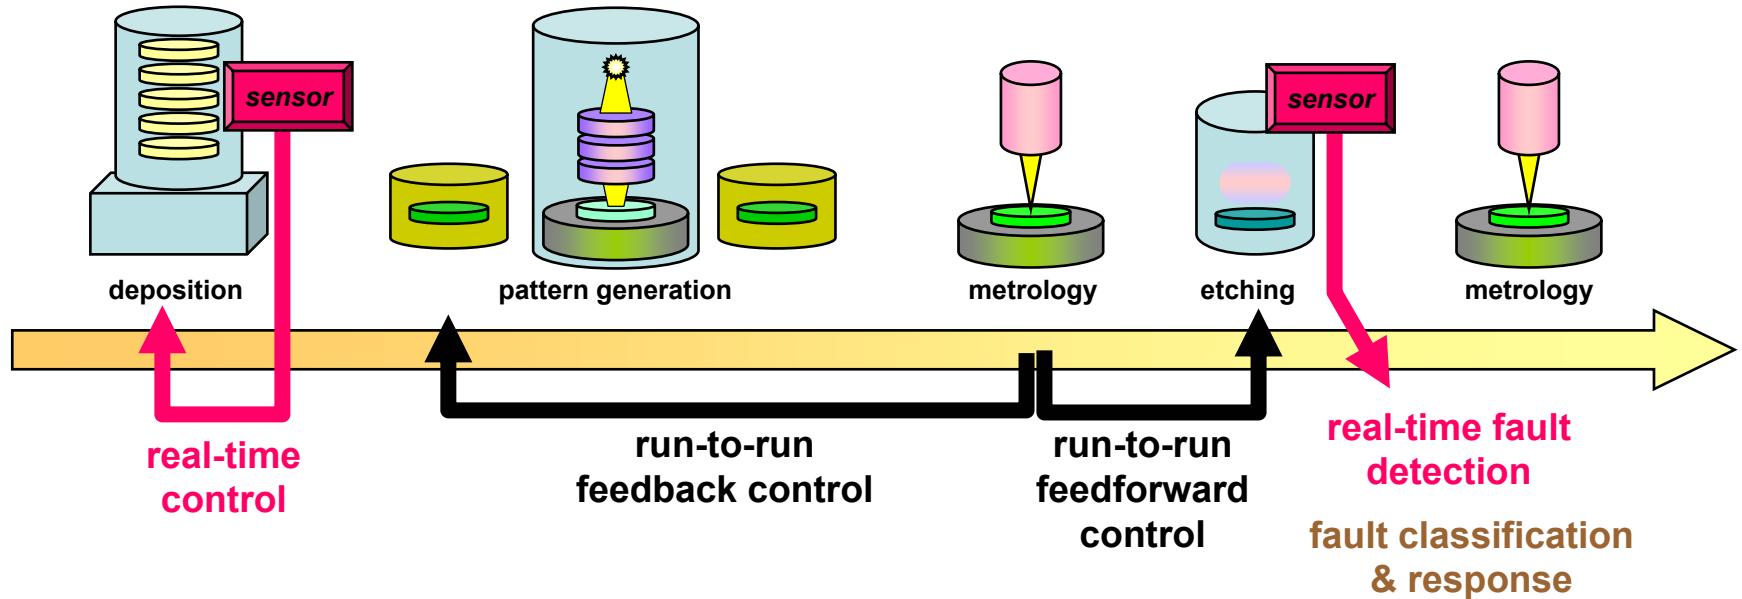 sensor
sensor
deposition
pattern generation
metrology
etching
metrology
real-time
control
run-to-run
feedback control
run-to-run
feedforward
control
real-time fault
detection
fault classification
& response